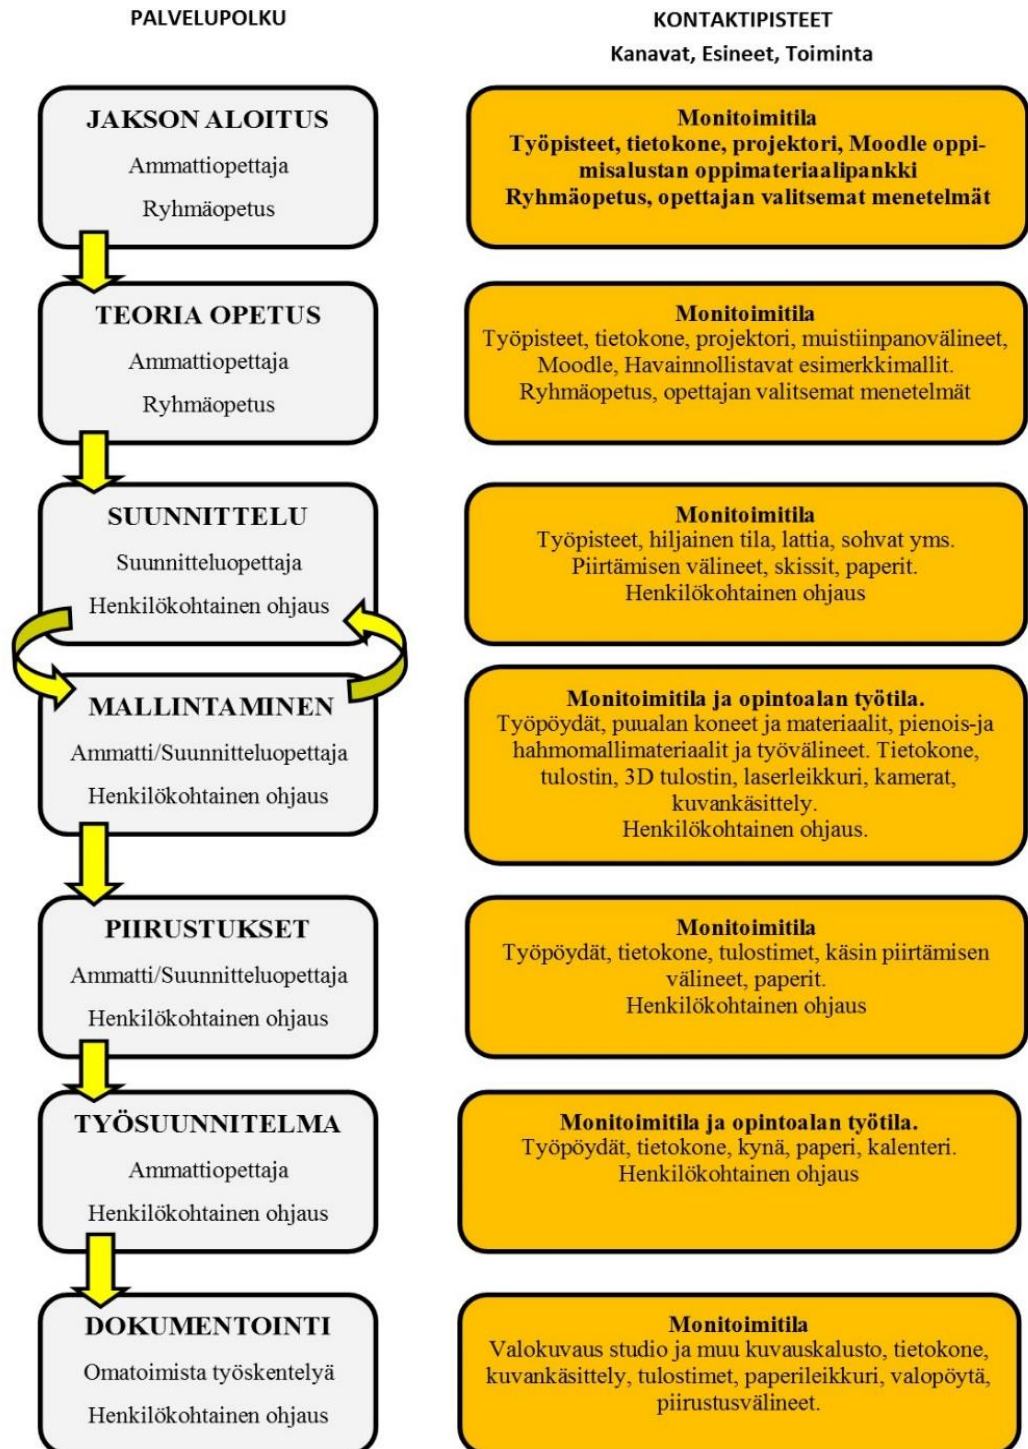 PALVELUPOLKU
KONTAKTIPISTEET
Kanavat, Esineet, Toiminta
JAKSON ALOITUS
Ammattiopettaja
Ryhmäopetus
Monitoimitila
Työpisteet, tietokone, projektori, Moodle oppi-
misalustan oppimateriaalipankki
Ryhmäopetus, opettajan valitsemat menetelmät
TEORIA OPETUS
Ammattiopettaja
Ryhmäopetus
Monitoimitila
Työpisteet, tietokone, projektori, muistiinpanovälineet,
Moodle, Havainnollistavat esimerkkimallit.
Ryhmäopetus, opettajan valitsemat menetelmät
SUUNNITTELU
Suunnitteluopettaja
Henkilökohtainen ohjaus
Monitoimitila
Työpisteet, hiljainen tila, lattia, sohvat yms.
Piirtämisen välineet, skissit, paperit.
Henkilökohtainen ohjaus
MALLINTAMINEN
Ammatti/Suunnitteluopettaja
Henkilökohtainen ohjaus
Monitoimitila ja opintoalan työtila.
Työpöydät, puualan koneet ja materiaalit, pienois-ja
hahmomallimateriaalit ja työvälineet. Tietokone,
tulostin, 3D tulostin, laserleikkuri, kamerat,
kuvankäsittely.
Henkilökohtainen ohjaus.
PIIRUSTUKSET
Ammatti/Suunnitteluopettaja
Henkilökohtainen ohjaus
Monitoimitila
Työpöydät, tietokone, tulostimet, käsin piirtämisen
välineet, paperit.
Henkilökohtainen ohjaus
TYÖSUUNNITELMA
Ammattiopettaja
Henkilökohtainen ohjaus
Monitoimitila ja opintoalan työtila.
Työpöydät, tietokone, kynä, paperi, kalenteri.
Henkilökohtainen ohjaus
DOKUMENTOINTI
Omatoimista työskentelyä
Henkilökohtainen ohjaus
Monitoimitila
Valokuvaus studio ja muu kuvauskalusto, tietokone,
kuvankäsittely, tulostimet, paperileikkuri, valopöytä,
piirustusvälineet.